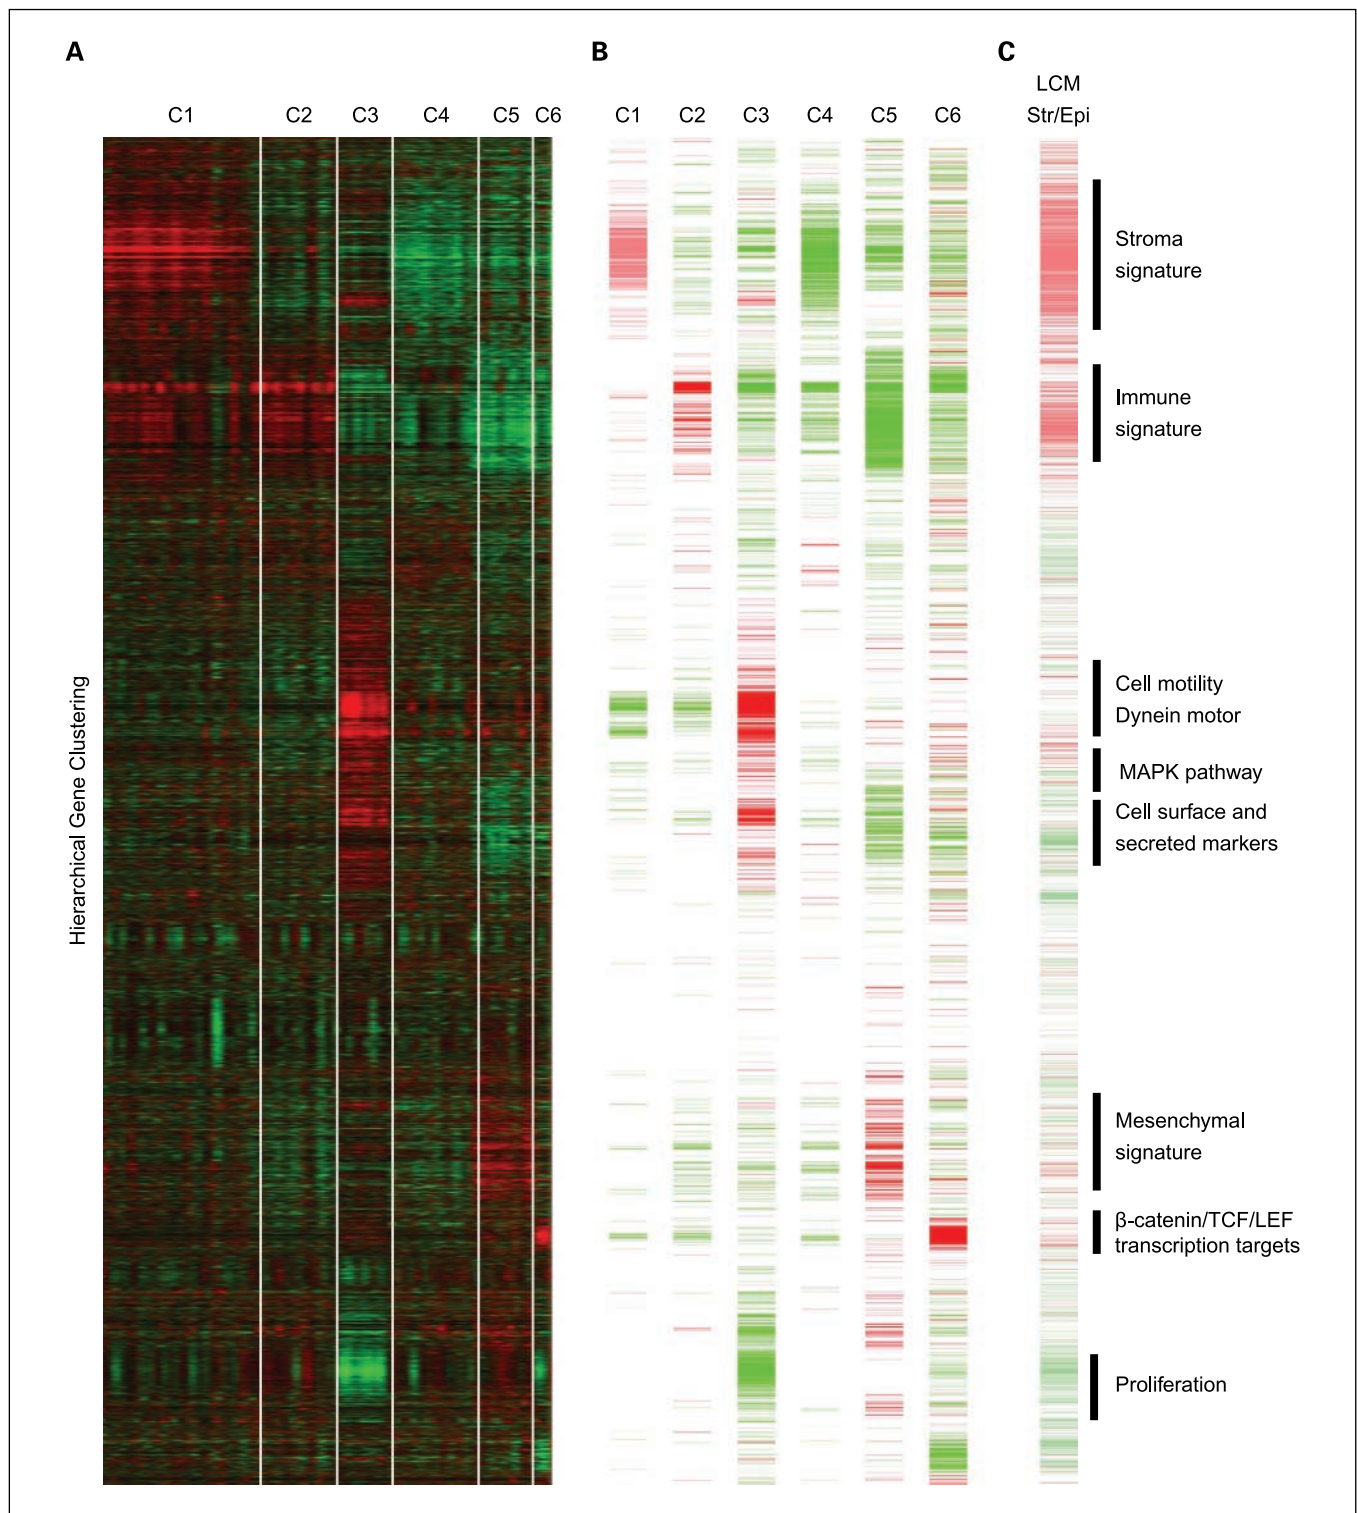 A
B
C
LCM
C1 C2 C3 C4 C5 C6
C1 C2 C3 C4 C5 C6
Str/Epi
Hierarchical Gene Clustering
Stroma
signature
Immune
signature
Cell motility
Dynein motor
MAPK pathway
Cell surface and
secreted markers
Mesenchymal
signature
β-catenin/TCF/LEF
transcription targets
Proliferation